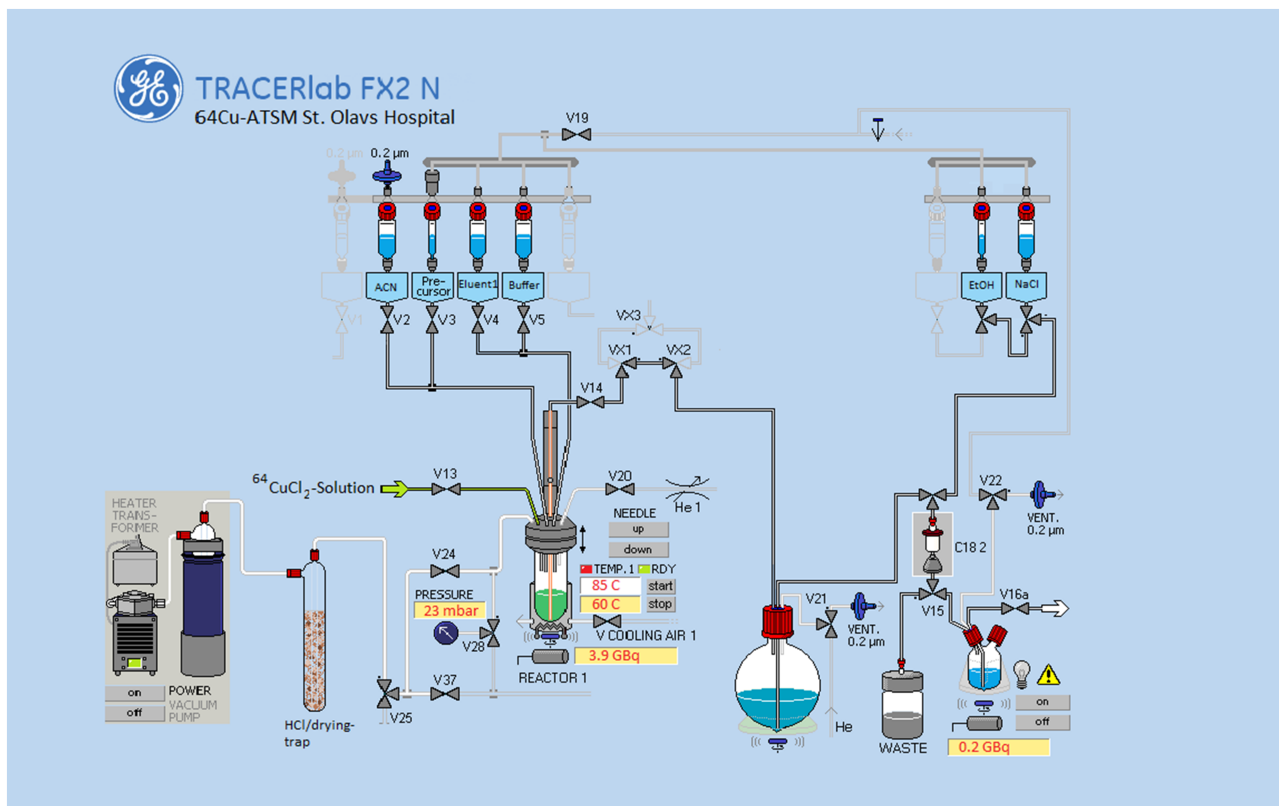 GE
TRACERlab FX2 N
64Cu-ATSM St. Olavs Hospital
V19
0.2 µm
0.2 µm
ACN
Pre-
cursor
Eluent1
Buffer
EtOH
NaCl
V1
V2
V3
V4
V5
VX3
VX1
VX2
V14
64CuCl2-Solution
V13
V20
He 1
NEEDLE
up
down
V22
VENT.
0.2 µm
HEATER
TRANS-
FORMER
C18 2
V24
TEMP.1
RDY
85 C
start
60 C
stop
PRESSURE
23 mbar
V15
V16a
V21
VENT.
0.2 µm
V COOLING AIR 1
V28
3.9 GBq
REACTOR 1
V37
on
POWER
off
VACUUM
PUMP
V25
HCl/drying-
trap
He
on
off
WASTE
0.2 GBq